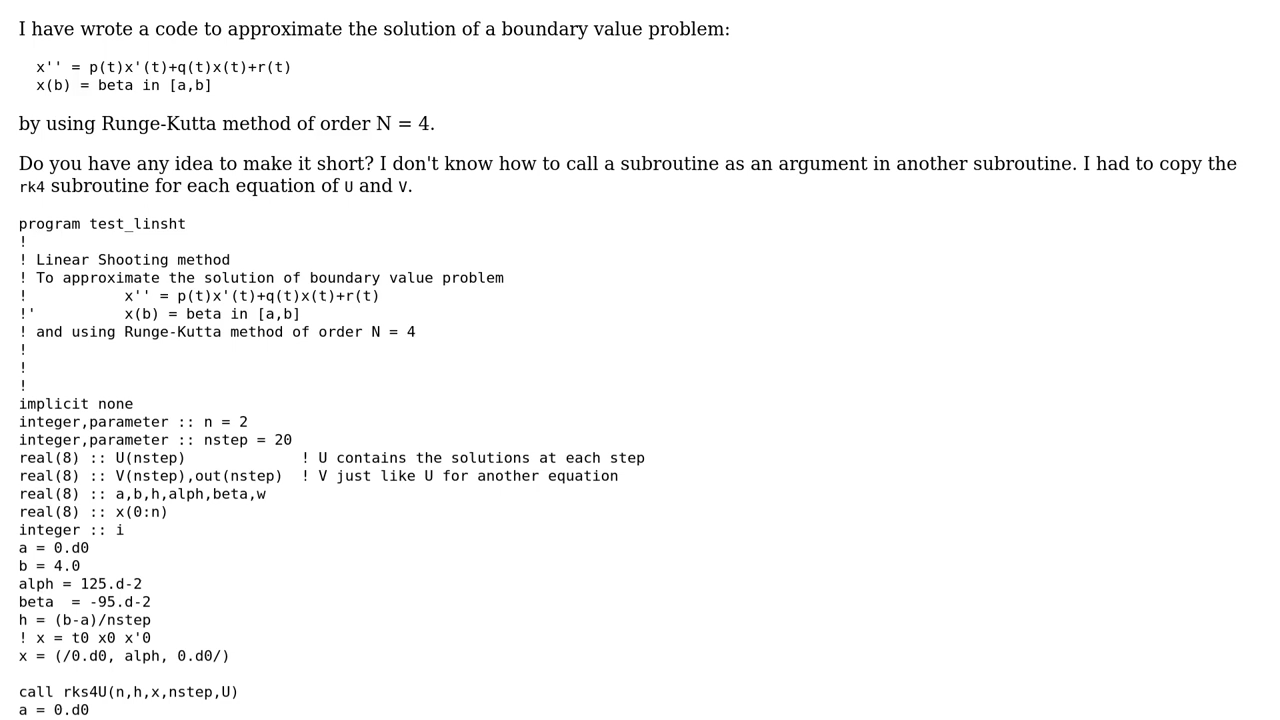 I have wrote a code to approximate the solution of a boundary value problem:
x'' = p(t)x'(t)+q(t)x(t)+r(t)
x(b) = beta in [a,b]
by using Runge-Kutta method of order N = 4.
Do you have any idea to make it short? I don't know how to call a subroutine as an argument in another subroutine. I had to copy the
rk4 subroutine for each equation of U and V.
program test_linsht
!
! Linear Shooting method
! To approximate the solution of boundary value problem
!          x'' = p(t)x'(t)+q(t)x(t)+r(t)
!'          x(b) = beta in [a,b]
! and using Runge-Kutta method of order N = 4
!
!
!
implicit none
integer,parameter :: n = 2
integer,parameter :: nstep = 20
real(8) :: U(nstep)             ! U contains the solutions at each step
real(8) :: V(nstep),out(nstep)  ! V just like U for another equation
real(8) :: a,b,h,alph,beta,w
real(8) :: x(0:n)
integer :: i
a = 0.d0
b = 4.0
alph = 125.d-2
beta  = -95.d-2
h = (b-a)/nstep
! x = t0 x0 x'0
x = (/0.d0, alph, 0.d0/)
call rks4U(n,h,x,nstep,U)
a = 0.d0